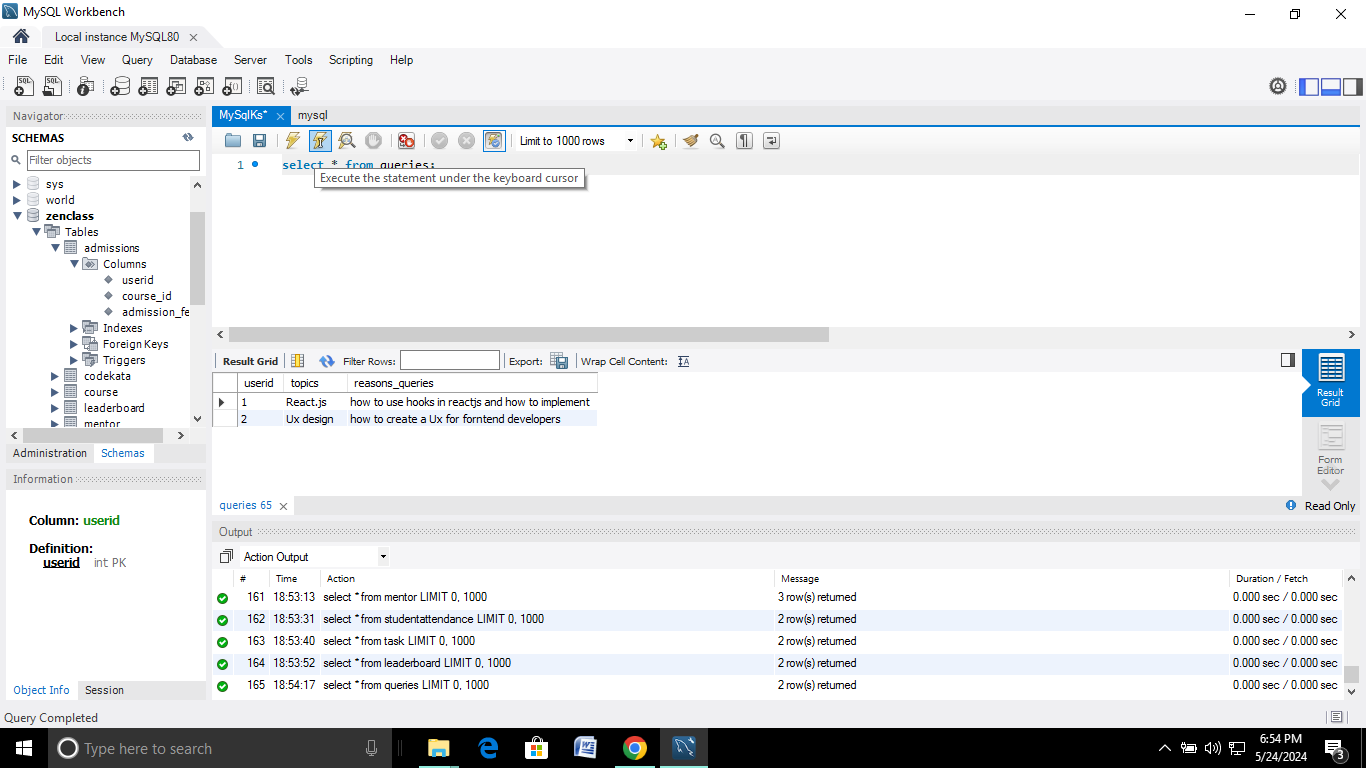 MySQL Workbench
Local instance MySQL80
File Edit View Query Database Server Tools Scripting Help
Navigator
SCHEMAS
Filter objects
sys
world
zenclass
Tables
admissions
Columns
userid
course_id
admission_fe
Indexes
Foreign Keys
Triggers
codekata
course
leaderboard
mentor
Administration Schemas
Information
Column: userid
Definition:
userid int PK
Object Info Session
MySqlKs* mysql
Limit to 1000 rows
1 select * from queries;
Execute the statement under the keyboard cursor
Result Grid Filter Rows: Export: Wrap Cell Content:
userid topics reasons_queries
1 React.js how to use hooks in reactjs and how to implement
2 Ux design how to create a Ux for forntend developers
Result
Grid
Form
Editor
queries 65
Read Only
Output
Action Output
# Time Action Message Duration / Fetch
161 18:53:13 select * from mentor LIMIT 0, 1000 3 row(s) returned 0.000 sec / 0.000 sec
162 18:53:31 select * from studentattendance LIMIT 0, 1000 2 row(s) returned 0.000 sec / 0.000 sec
163 18:53:40 select * from task LIMIT 0, 1000 2 row(s) returned 0.000 sec / 0.000 sec
164 18:53:52 select * from leaderboard LIMIT 0, 1000 2 row(s) returned 0.000 sec / 0.000 sec
165 18:54:17 select * from queries LIMIT 0, 1000 2 row(s) returned 0.000 sec / 0.000 sec
Query Completed
Type here to search
6:54 PM
5/24/2024
3